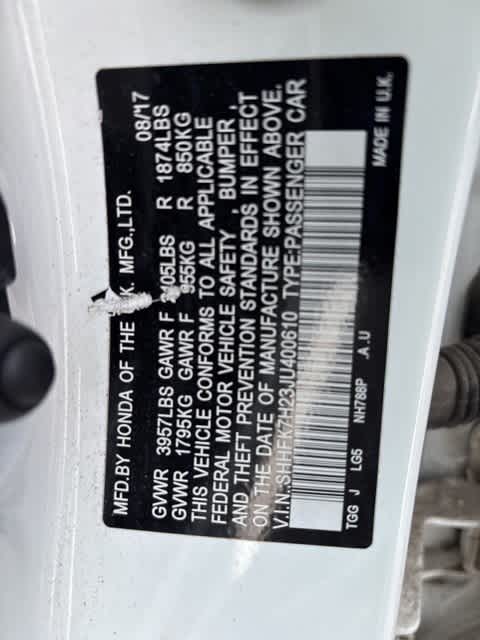 MFD.BY HONDA OF THE U.K. MFG.,LTD. 08/17
GVWR 3957LBS GAWR F 2105LBS R 1874LBS
GVWR 1795KG GAWR F 955KG R 850KG
THIS VEHICLE CONFORMS TO ALL APPLICABLE
FEDERAL MOTOR VEHICLE SAFETY , BUMPER ,
AND THEFT PREVENTION STANDARDS IN EFFECT
ON THE DATE OF MANUFACTURE SHOWN ABOVE.
V.I.N.:SHHFK7H23JU400610 TYPE:PASSENGER CAR
TGG J LG5 NH788P .A .U MADE IN U.K.